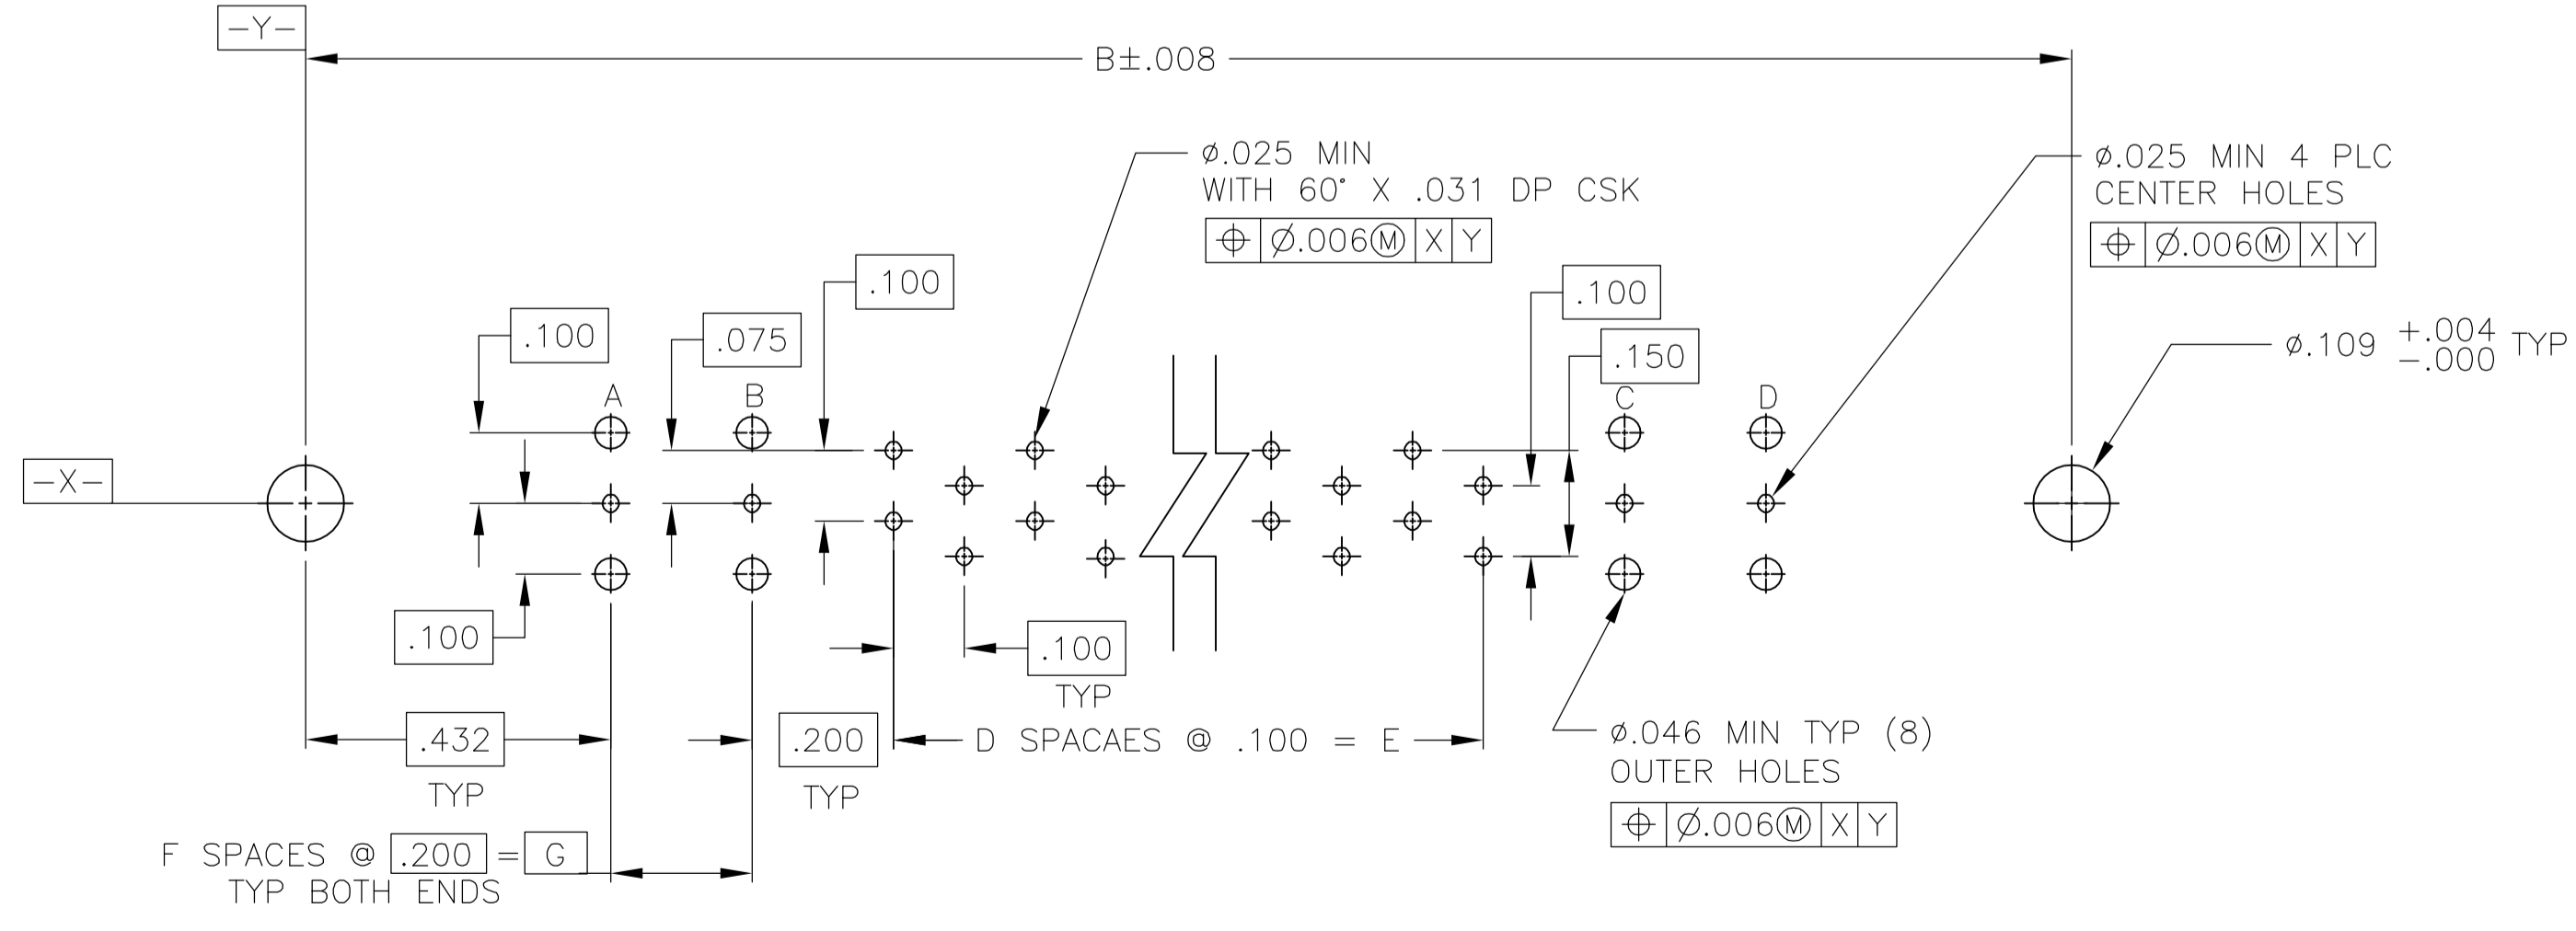 -Y-
B±.008
⌀.025 MIN
WITH 60° X .031 DP CSK
⌖ ⌀.006Ⓜ X Y
⌀.025 MIN 4 PLC
CENTER HOLES
⌖ ⌀.006Ⓜ X Y
.100
.100
.100
.075
.150
⌀.109 +.004 -.000 TYP
A
B
C
D
-X-
.100
.100
TYP
.432
TYP
.200
TYP
D SPACAES @ .100 = E
⌀.046 MIN TYP (8)
OUTER HOLES
⌖ ⌀.006Ⓜ X Y
F SPACES @ .200 = G
TYP BOTH ENDS